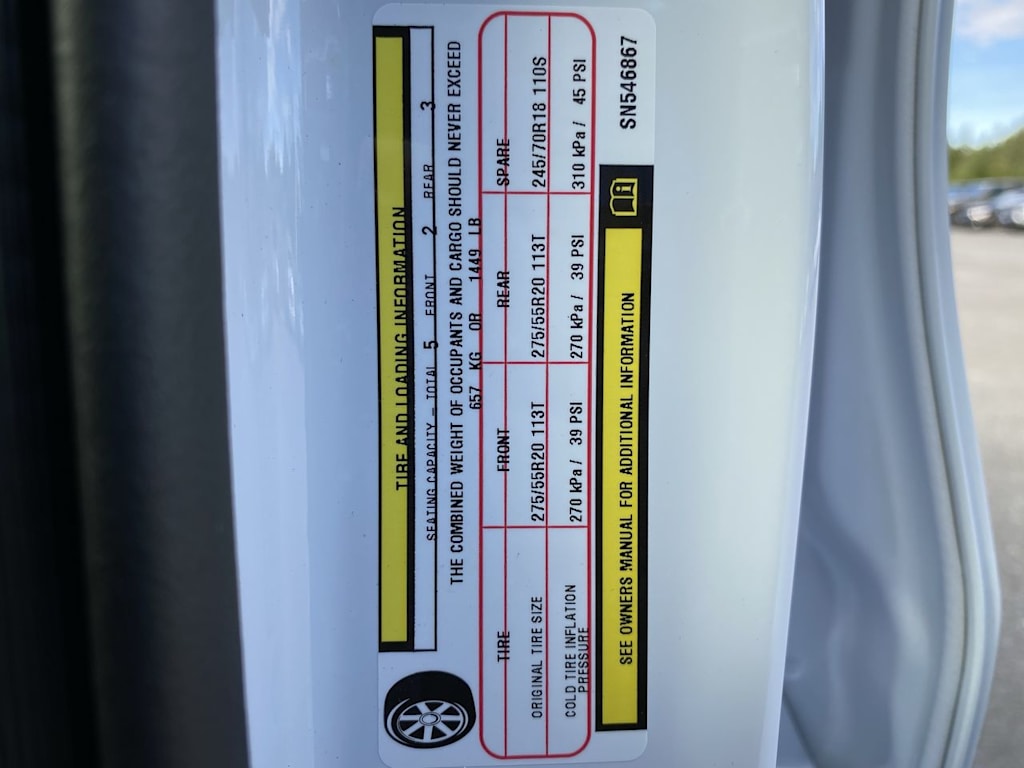 TIRE AND LOADING INFORMATION
SEATING CAPACITY – TOTAL 5 FRONT 2 REAR 3
THE COMBINED WEIGHT OF OCCUPANTS AND CARGO SHOULD NEVER EXCEED
657 KG OR 1449 LB
TIRE FRONT REAR SPARE
ORIGINAL TIRE SIZE 275/55R20 113T 275/55R20 113T 245/70R18 110S
COLD TIRE INFLATION PRESSURE 270 kPa / 39 PSI 270 kPa / 39 PSI 310 kPa / 45 PSI
SEE OWNERS MANUAL FOR ADDITIONAL INFORMATION
SN546867